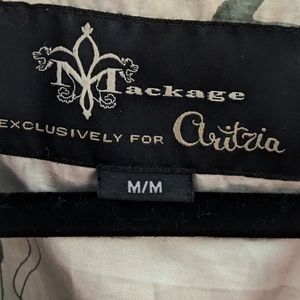 Mackage
EXCLUSIVELY FOR Aritzia
M/M